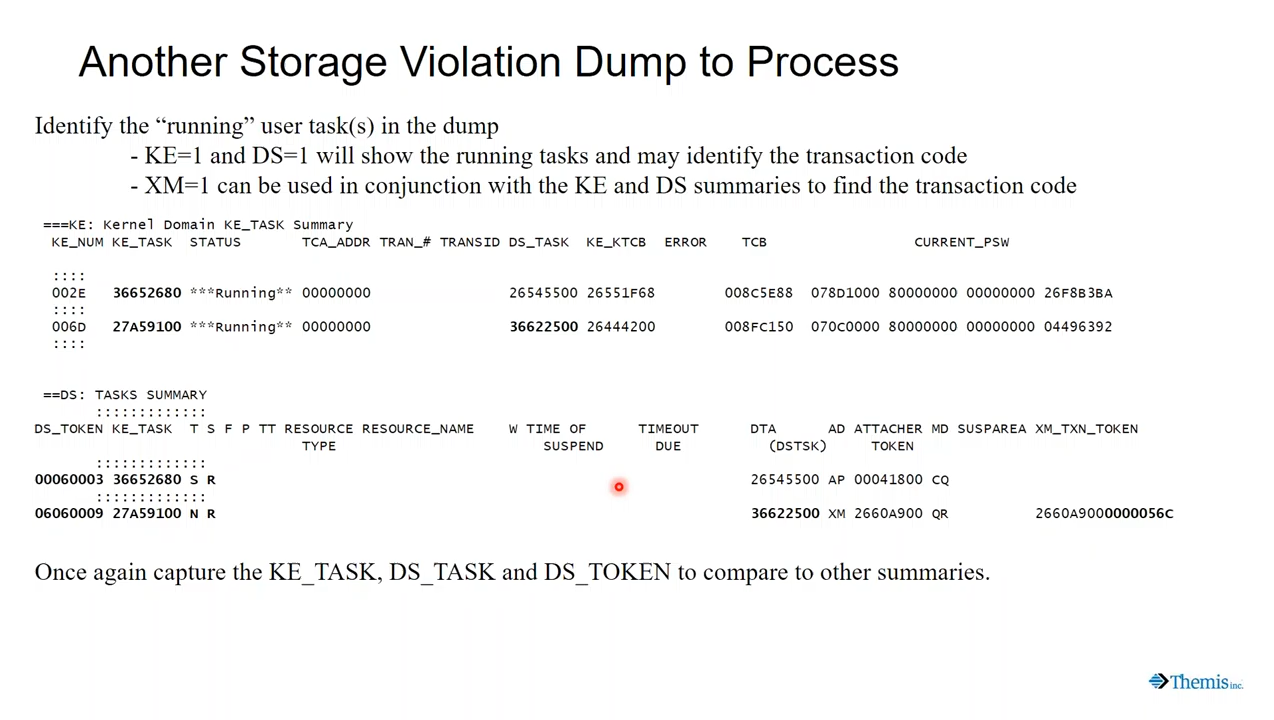 Another Storage Violation Dump to Process
Identify the “running” user task(s) in the dump
- KE=1 and DS=1 will show the running tasks and may identify the transaction code
- XM=1 can be used in conjunction with the KE and DS summaries to find the transaction code
===KE: Kernel Domain KE_TASK Summary
KE_NUM KE_TASK STATUS TCA_ADDR TRAN_# TRANSID DS_TASK KE_KTCB ERROR TCB CURRENT_PSW
::::
002E 36652680 ***Running** 00000000 26545500 26551F68 008C5E88 078D1000 80000000 00000000 26F8B3BA
::::
006D 27A59100 ***Running** 00000000 36622500 26444200 008FC150 070C0000 80000000 00000000 04496392
::::
==DS: TASKS SUMMARY
:::::::::::::
DS_TOKEN KE_TASK T S F P TT RESOURCE RESOURCE_NAME W TIME OF TIMEOUT DTA AD ATTACHER MD SUSPAREA XM_TXN_TOKEN
TYPE SUSPEND DUE (DSTSK) TOKEN
:::::::::::::
00060003 36652680 S R 26545500 AP 00041800 CQ
:::::::::::::
06060009 27A59100 N R 36622500 XM 2660A900 QR 2660A9000000056C
Once again capture the KE_TASK, DS_TASK and DS_TOKEN to compare to other summaries.
Themis inc.